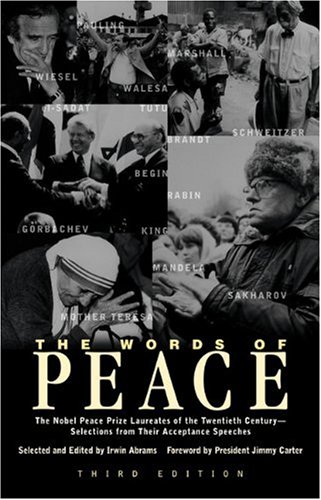 PAULING
MARSHALL
WIESEL
WALESA
EL-SADAT
TUTU
SCHWEITZER
BRANDT
BEGIN
RABIN
GORBACHEV
KING
MANDELA
SAKHAROV
MOTHER TERESA
THE WORDS OF
PEACE
The Nobel Peace Prize Laureates of the Twentieth Century—
Selections from Their Acceptance Speeches
Selected and Edited by Irwin Abrams Foreword by President Jimmy Carter
THIRD EDITION